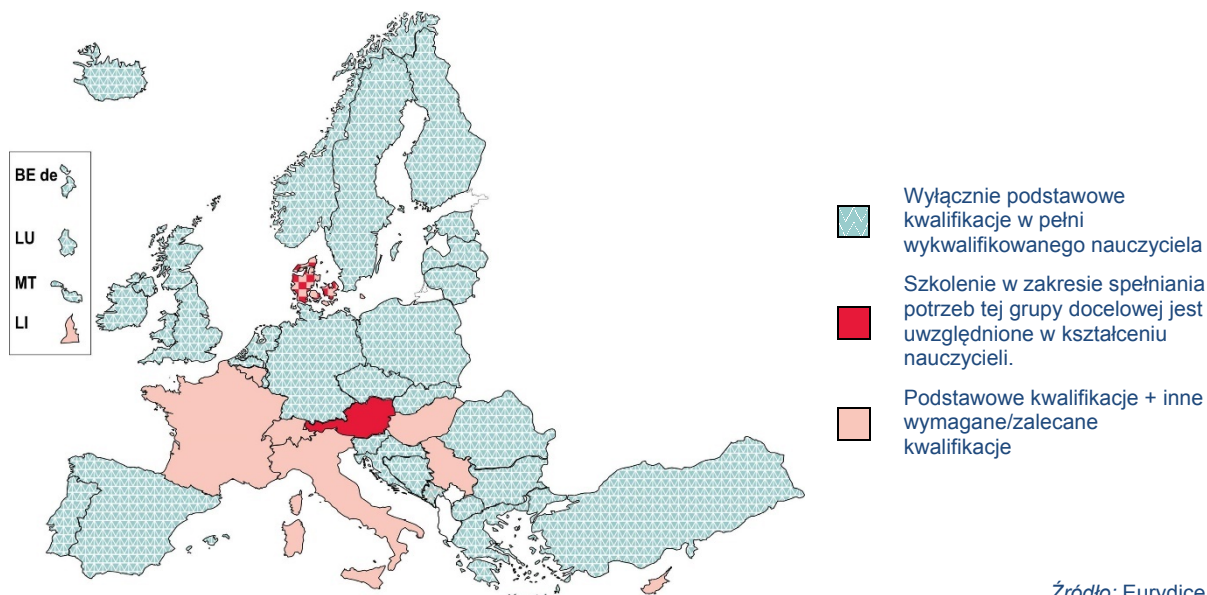 BE de
LU
MT
LI
Wyłącznie podstawowe
kwalifikacje w pełni
wykwalifikowanego nauczyciela
Szkolenie w zakresie spełniania
potrzeb tej grupy docelowej jest
uwzględnione w kształceniu
nauczycieli.
Podstawowe kwalifikacje + inne
wymagane/zalecane
kwalifikacje
Źródło: Eurydice